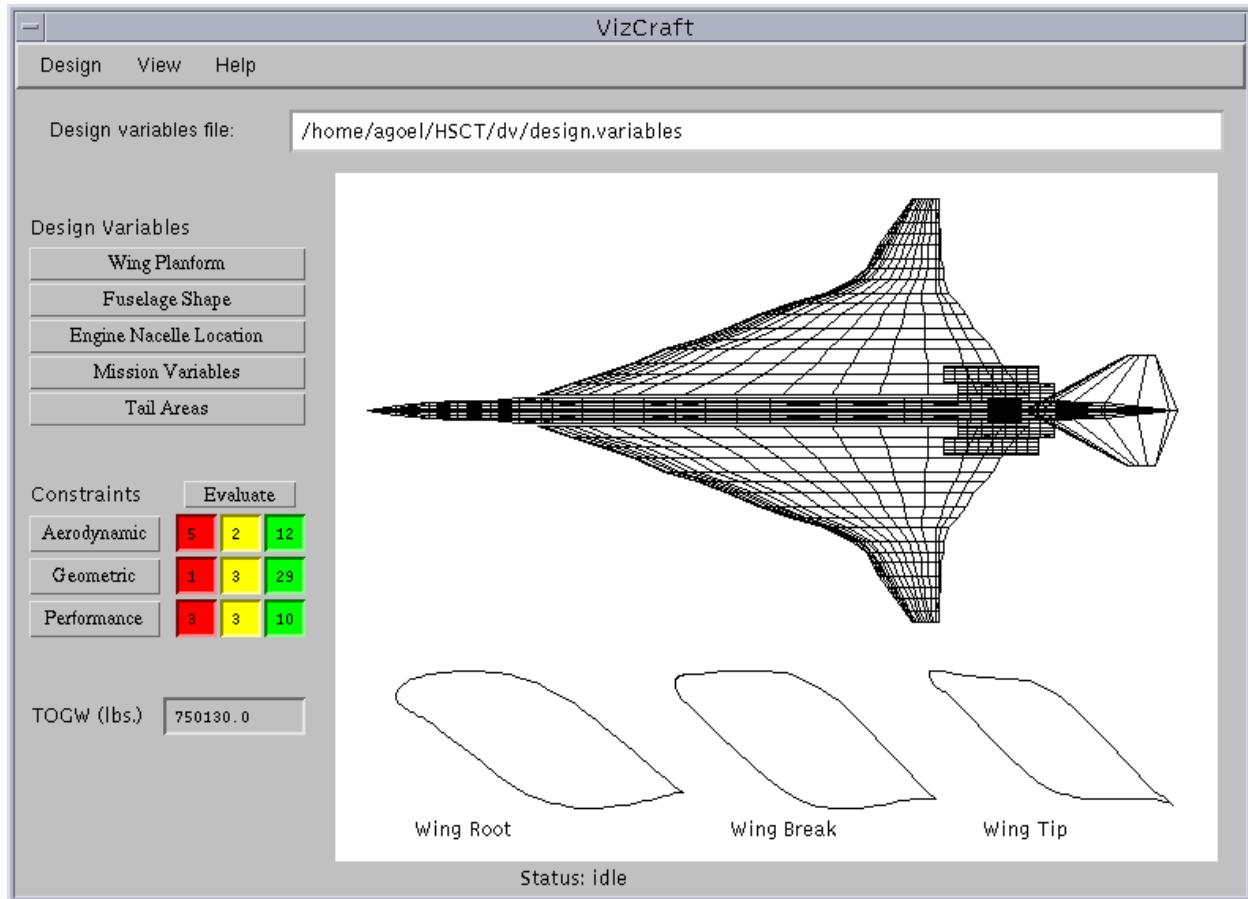 VizCraft
Design View Help
Design variables file: /home/agoel/HSCT/dv/design.variables
Design Variables
Wing Planform
Fuselage Shape
Engine Nacelle Location
Mission Variables
Tail Areas
Constraints Evaluate
Aerodynamic 5 2 12
Geometric 1 3 29
Performance 3 3 10
TOGW (lbs.) 750130.0
Wing Root Wing Break Wing Tip
Status: idle